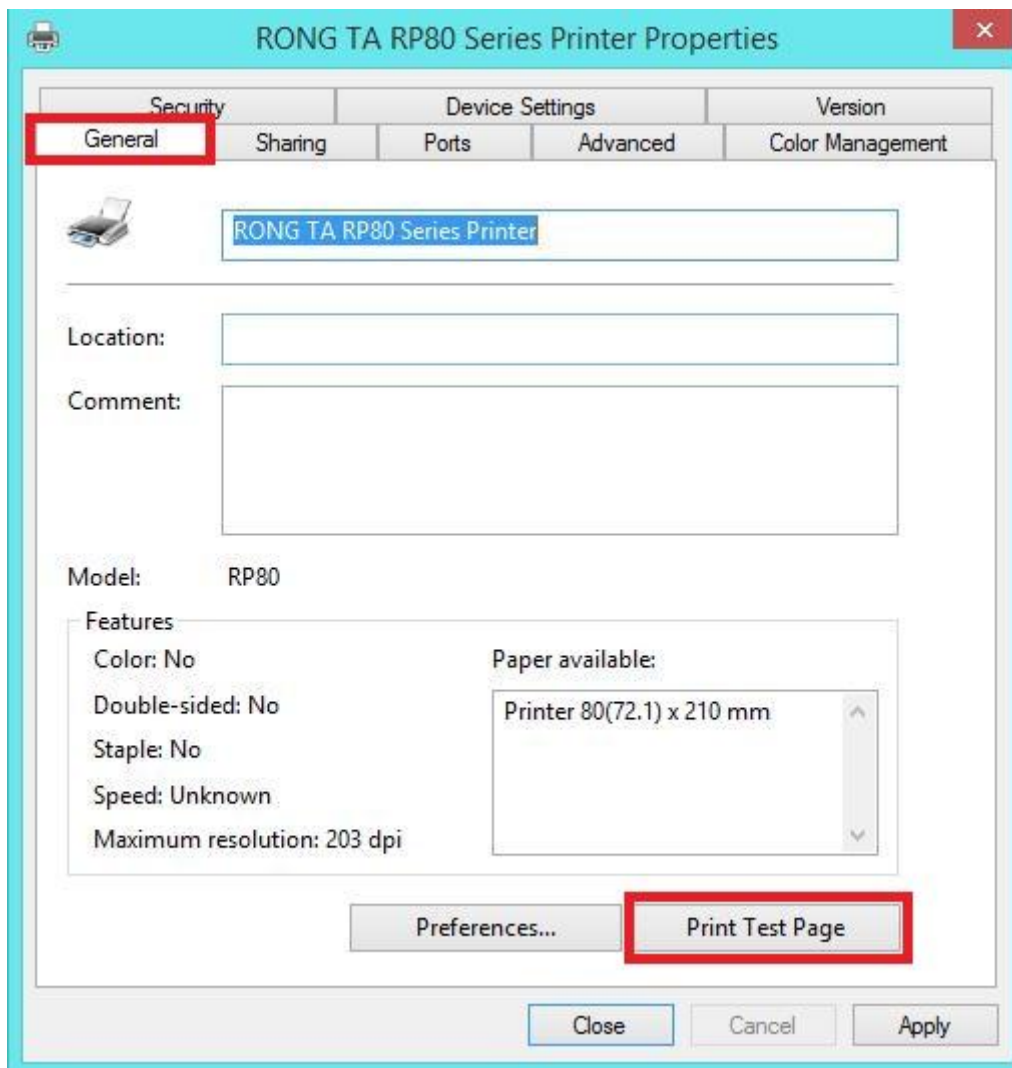 RONG TA RP80 Series Printer Properties
Security Device Settings Version
General Sharing Ports Advanced Color Management
RONG TA RP80 Series Printer
Location:
Comment:
Model: RP80
Features
Color: No
Double-sided: No
Staple: No
Speed: Unknown
Maximum resolution: 203 dpi
Paper available:
Printer 80(72.1) x 210 mm
Preferences... Print Test Page
Close Cancel Apply